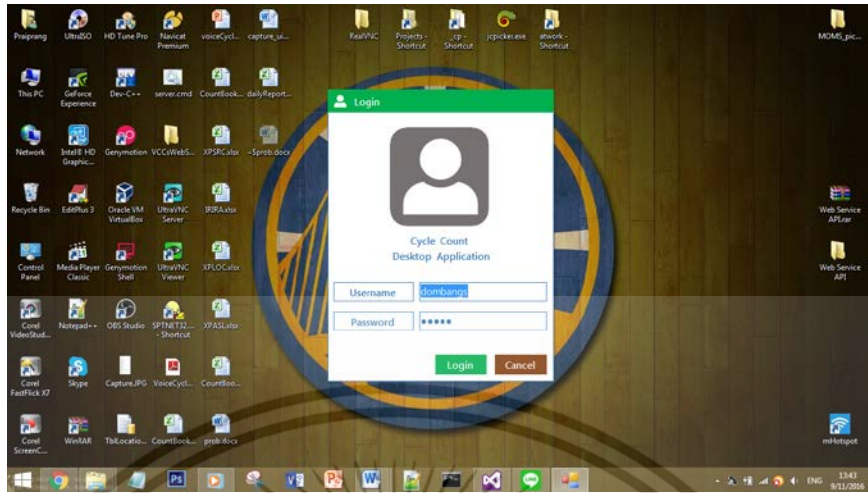 Praiprang
UltraISO
HD Tune Pro
Navicat
Premium
voiceCycl...
capture_ui...
RealVNC
Projects -
Shortcut
_cp -
Shortcut
jcpicker.exe
atwork -
Shortcut
MOMS_pic...
This PC
GeForce
Experience
Dev-C++
server.cmd
CountBook...
dailyReport...
Network
Intel® HD
Graphic...
Genymotion
VCCsWebS...
XPSRC.xlsx
~$prob.docx
Recycle Bin
EditPlus 3
Oracle VM
VirtualBox
UltraVNC
Server
IRIRA.xlsx
Web Service
API.rar
Control
Panel
Media Player
Classic
Genymotion
Shell
UltraVNC
Viewer
XPLOC.xlsx
Web Service
API
Corel
VideoStud...
Notepad++
OBS Studio
SPTNET32...
- Shortcut
XPASL.xlsx
Corel
FastFlick X7
Skype
Capture.JPG
VoiceCycl...
CountBoo...
Corel
ScreenC...
WinRAR
TblLocatio...
CountBook...
prob.docx
mHotspot
Login
Cycle Count
Desktop Application
Username
dombangs
Password
Login
Cancel
ENG
13:43
9/11/2016